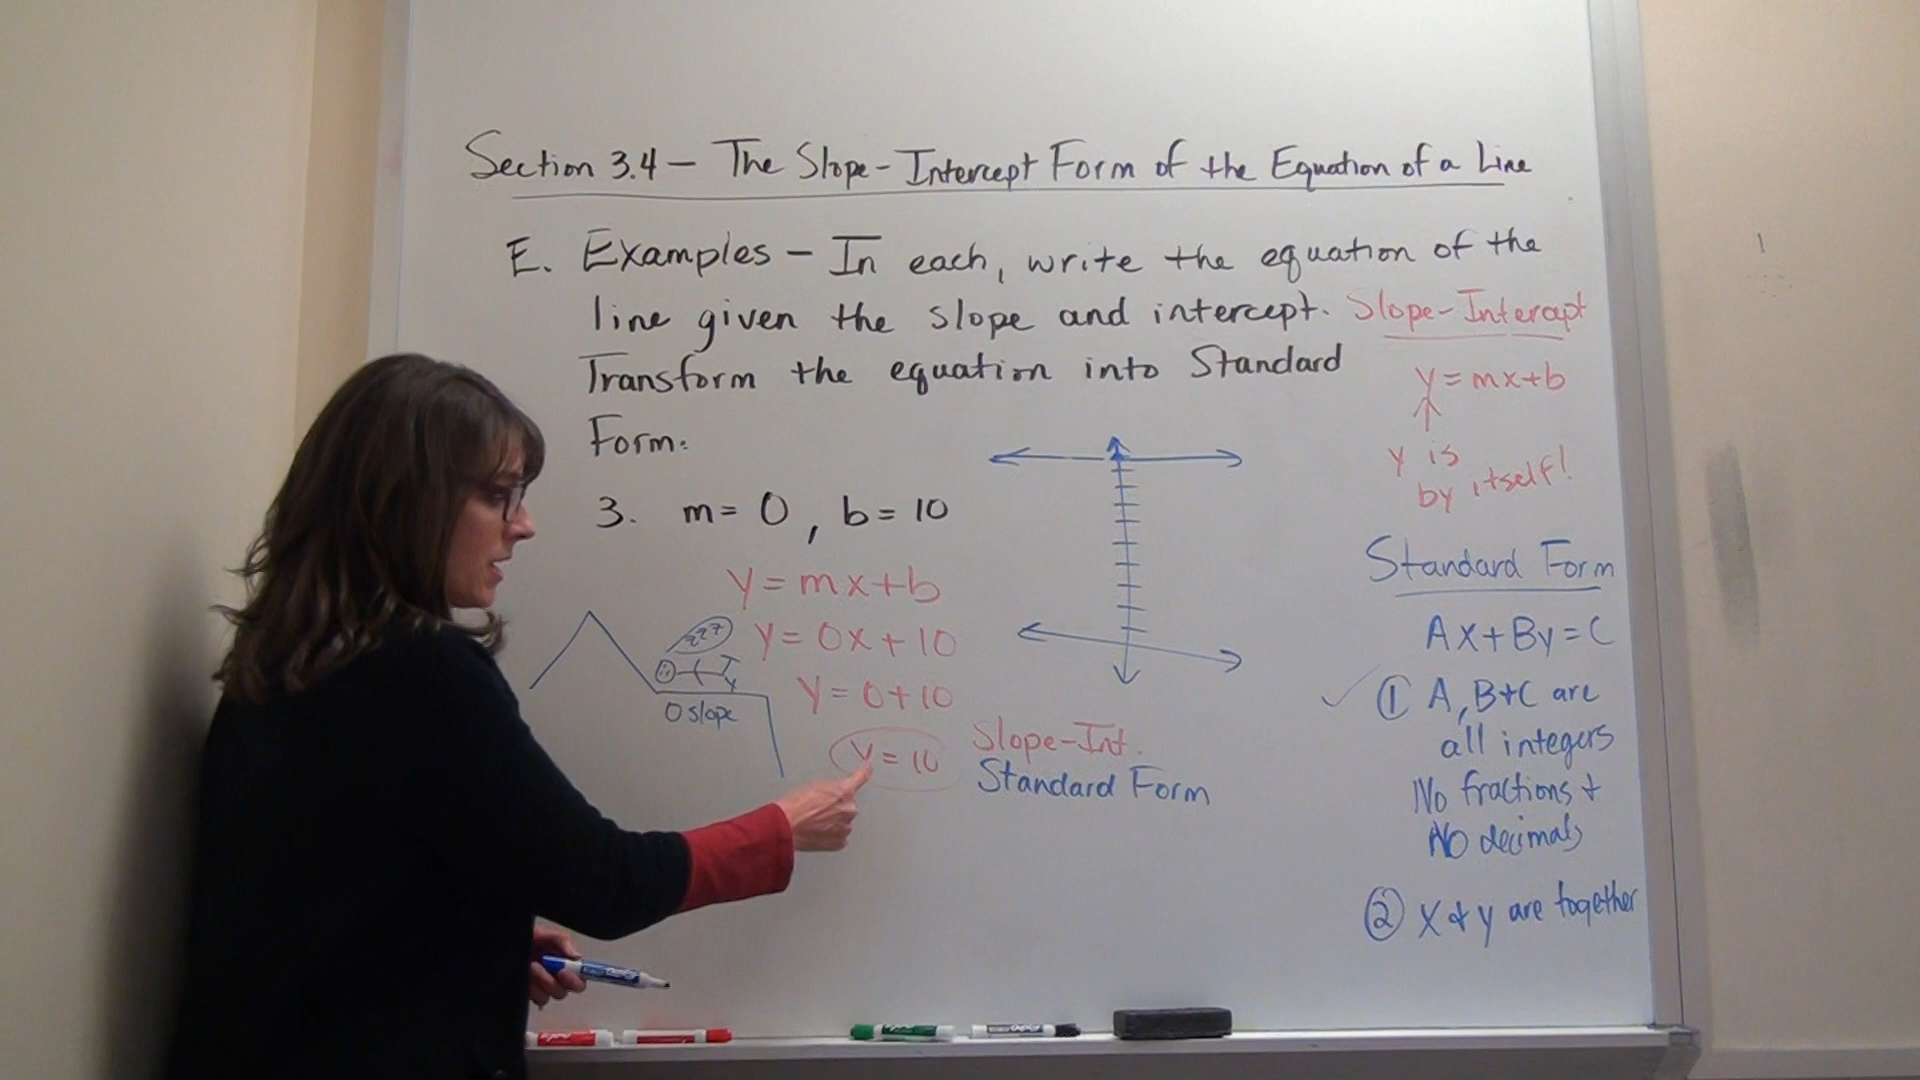 Section 3.4 – The Slope-Intercept Form of the Equation of a Line
E. Examples – In each, write the equation of the
line given the slope and intercept.
Transform the equation into Standard
Form.
3. m = 0, b = 10
y = mx + b
y = 0x + 10
y = 0 + 10
y = 10
Slope-Int.
Standard Form
0 slope
Slope-Intercept
y = mx + b
y is
by itself!
Standard Form
Ax + By = C
① A, B + C are
all integers
No fractions +
No decimals
② x & y are together